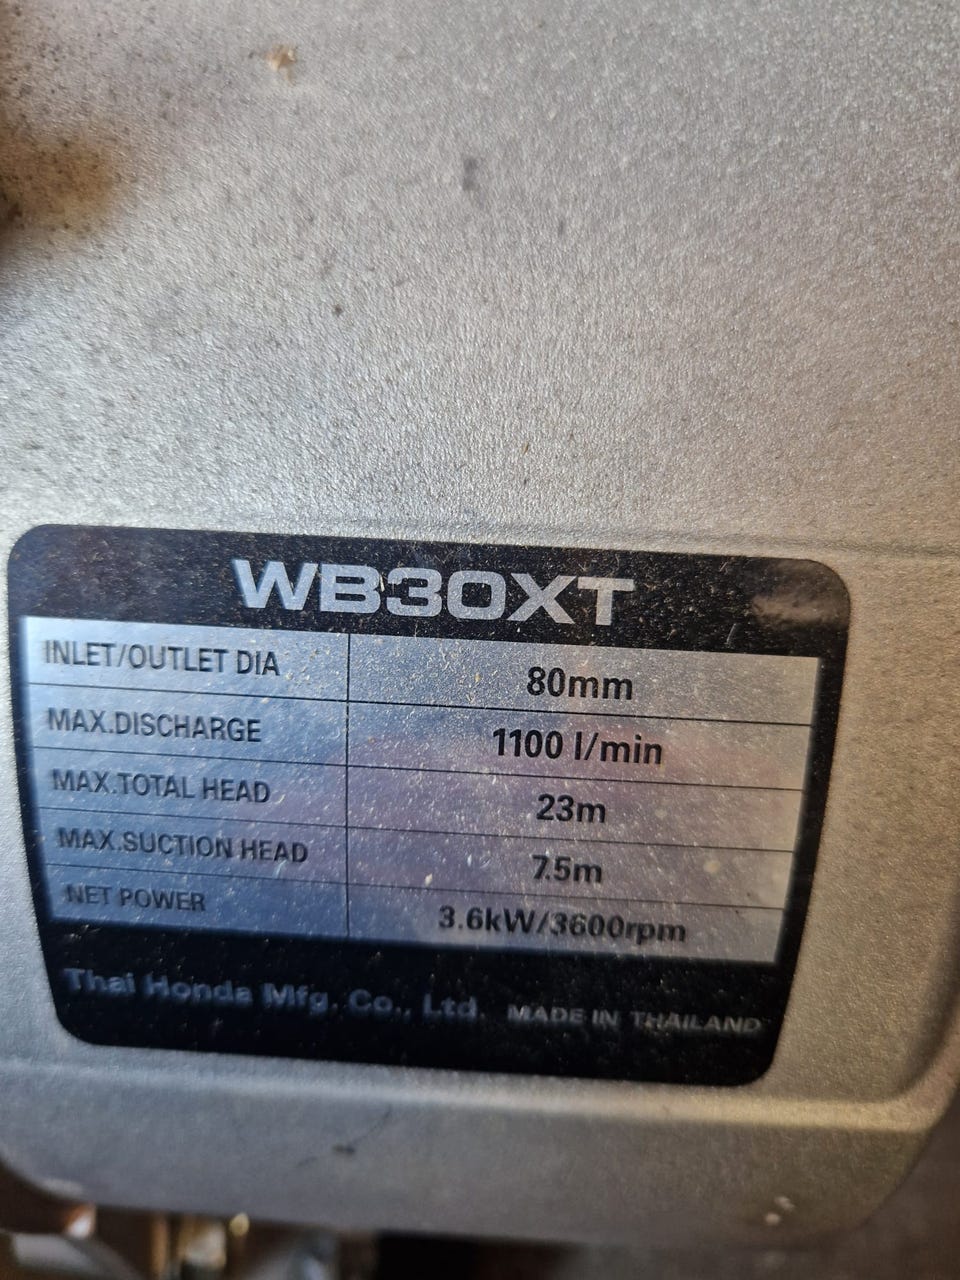 WB30XT
INLET/OUTLET DIA 80mm
MAX.DISCHARGE 1100 l/min
MAX.TOTAL HEAD 23m
MAX.SUCTION HEAD 7.5m
NET POWER 3.6kW/3600rpm
Thai Honda Mfg. Co., Ltd. MADE IN THAILAND